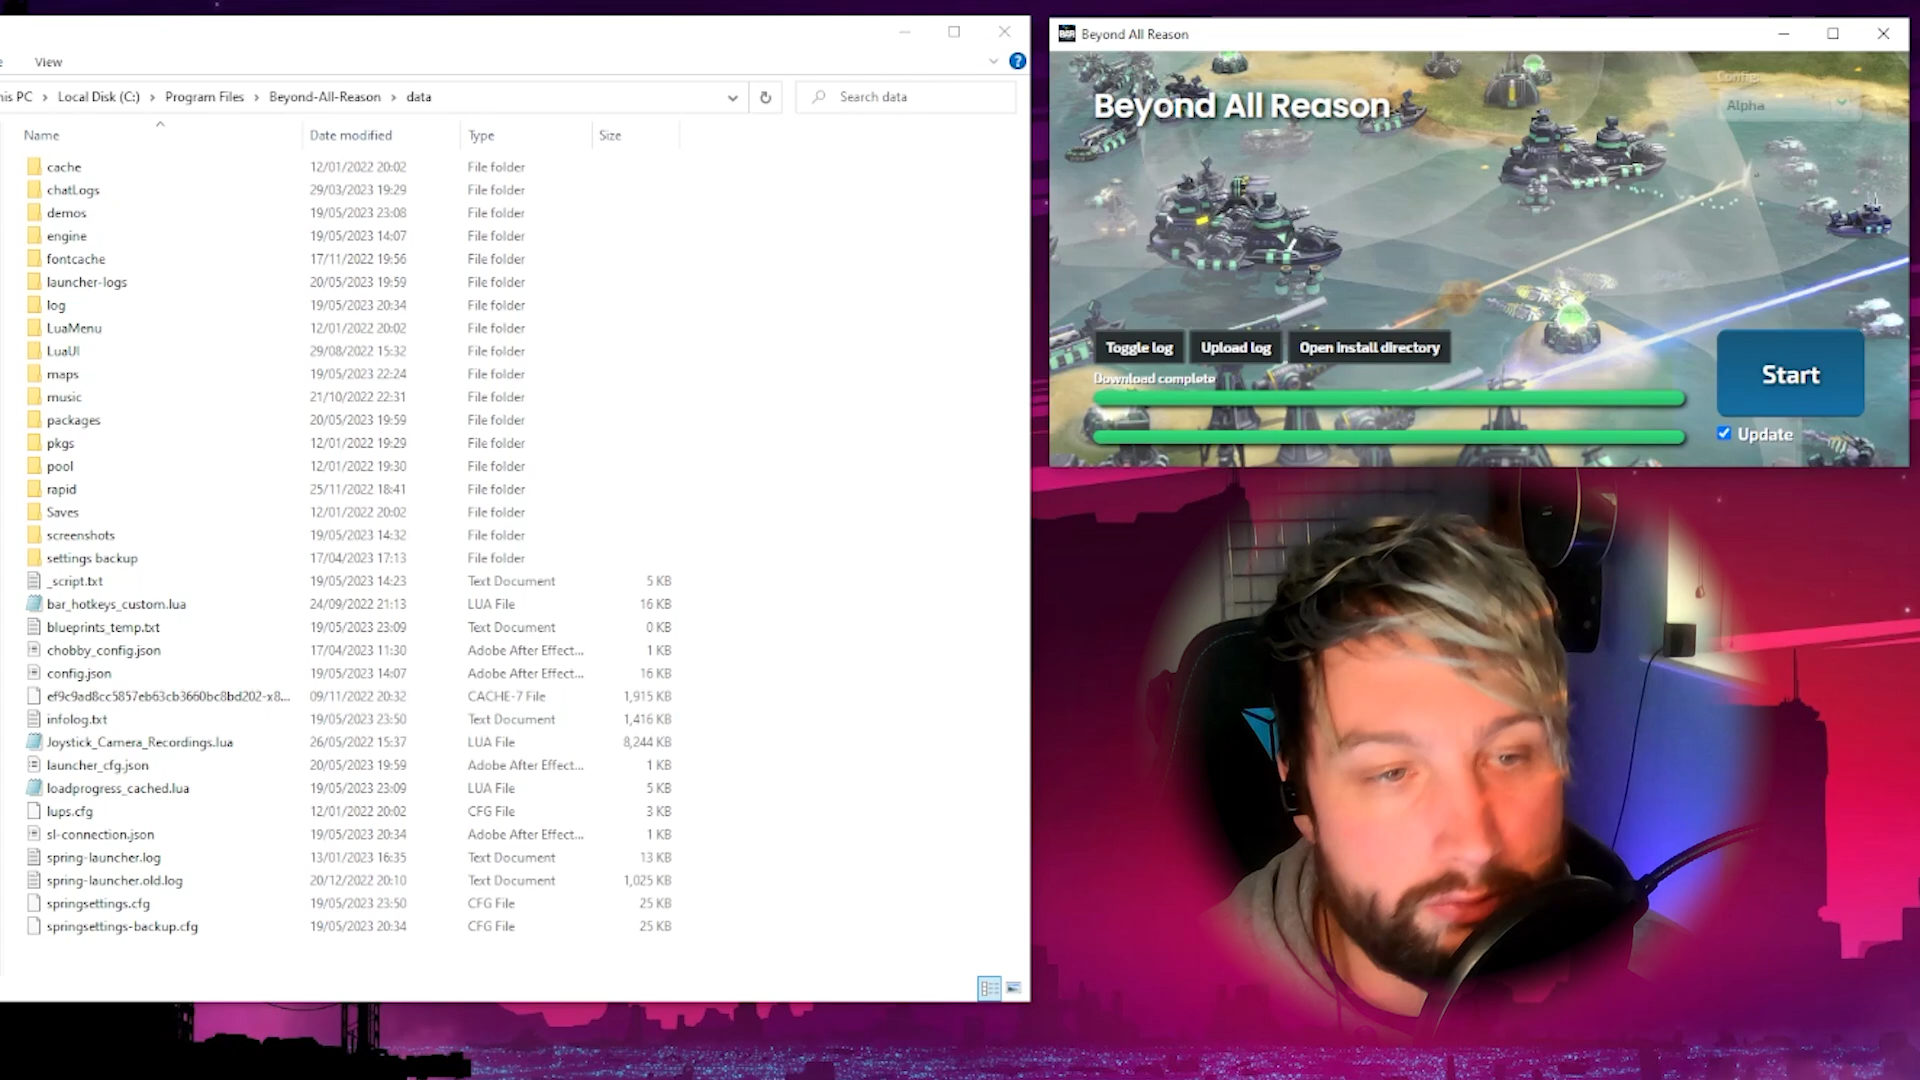 View
his PC > Local Disk (C:) > Program Files > Beyond-All-Reason > data
Search data
Name Date modified Type Size
cache 12/01/2022 20:02 File folder
chatLogs 29/03/2023 19:29 File folder
demos 19/05/2023 23:08 File folder
engine 19/05/2023 14:07 File folder
fontcache 17/11/2022 19:56 File folder
launcher-logs 20/05/2023 19:59 File folder
log 19/05/2023 20:34 File folder
LuaMenu 12/01/2022 20:02 File folder
LuaUI 29/08/2022 15:32 File folder
maps 19/05/2023 22:24 File folder
music 21/10/2022 22:31 File folder
packages 20/05/2023 19:59 File folder
pkgs 12/01/2022 19:29 File folder
pool 12/01/2022 19:30 File folder
rapid 25/11/2022 18:41 File folder
Saves 12/01/2022 20:02 File folder
screenshots 19/05/2023 14:32 File folder
settings backup 17/04/2023 17:13 File folder
_script.txt 19/05/2023 14:23 Text Document 5 KB
bar_hotkeys_custom.lua 24/09/2022 21:13 LUA File 16 KB
blueprints_temp.txt 19/05/2023 23:09 Text Document 0 KB
chobby_config.json 17/04/2023 11:30 Adobe After Effect... 1 KB
config.json 19/05/2023 14:07 Adobe After Effect... 16 KB
ef9c9ad8cc5857eb63cb3660bc8bd202-x8... 09/11/2022 20:32 CACHE-7 File 1,915 KB
infolog.txt 19/05/2023 23:50 Text Document 1,416 KB
Joystick_Camera_Recordings.lua 26/05/2022 15:37 LUA File 8,244 KB
launcher_cfg.json 20/05/2023 19:59 Adobe After Effect... 1 KB
loadprogress_cached.lua 19/05/2023 23:09 LUA File 5 KB
lups.cfg 12/01/2022 20:02 CFG File 3 KB
sl-connection.json 19/05/2023 20:34 Adobe After Effect... 1 KB
spring-launcher.log 13/01/2023 16:35 Text Document 13 KB
spring-launcher.old.log 20/12/2022 20:10 Text Document 1,025 KB
springsettings.cfg 19/05/2023 23:50 CFG File 25 KB
springsettings-backup.cfg 19/05/2023 20:34 CFG File 25 KB
BAR Beyond All Reason
Config
Beyond All Reason
Alpha
Toggle log Upload log Open install directory
Download complete
Start
Update